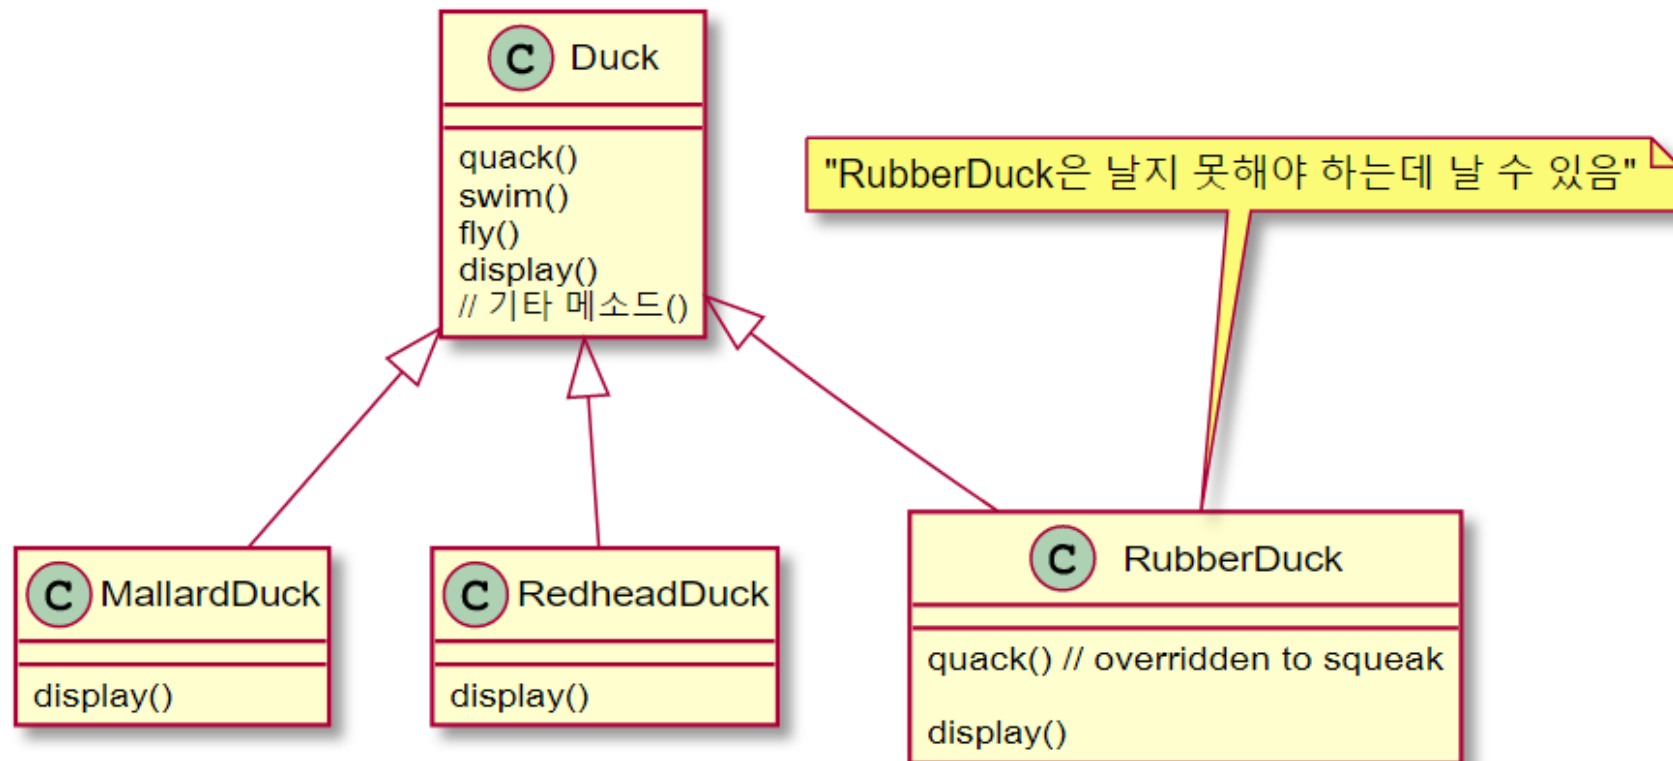 C Duck
quack()
swim()
fly()
display()
// 기타 메소드()
"RubberDuck은 날지 못해야 하는데 날 수 있음"
C MallardDuck
display()
C RedheadDuck
display()
C RubberDuck
quack() // overridden to squeak
display()